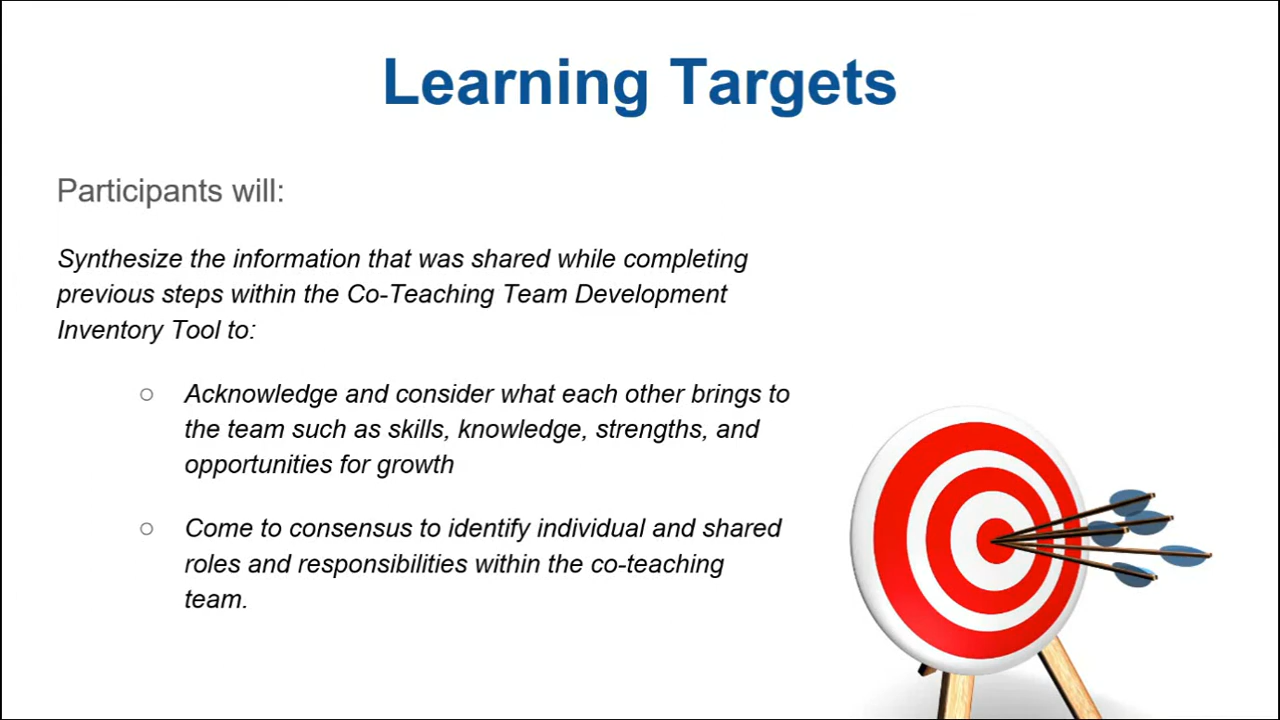 Learning Targets
Participants will:
Synthesize the information that was shared while completing
previous steps within the Co-Teaching Team Development
Inventory Tool to:
○ Acknowledge and consider what each other brings to
the team such as skills, knowledge, strengths, and
opportunities for growth
○ Come to consensus to identify individual and shared
roles and responsibilities within the co-teaching
team.